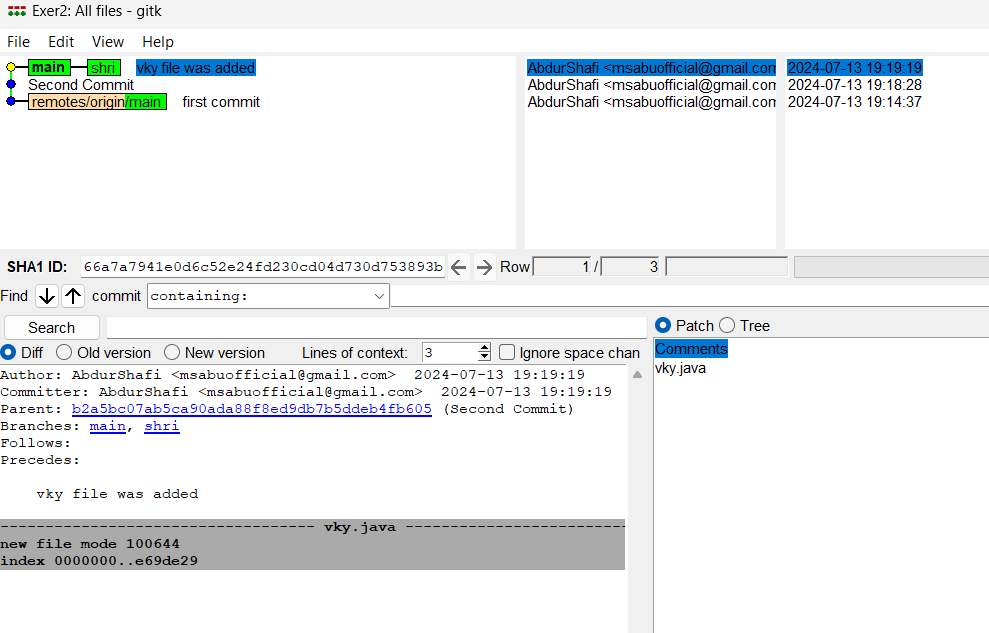 Exer2: All files - gitk
File Edit View Help
main shri vky file was added AbdurShafi <msabuofficial@gmail.com 2024-07-13 19:19:19
Second Commit AbdurShafi <msabuofficial@gmail.com 2024-07-13 19:18:28
remotes/origin/main first commit AbdurShafi <msabuofficial@gmail.com 2024-07-13 19:14:37
SHA1 ID: 66a7a7941e0d6c52e24fd230cd04d730d753893b Row 1 / 3
Find commit containing:
Search
Patch Tree
Diff Old version New version Lines of context: 3 Ignore space chan
Comments
vky.java
Author: AbdurShafi <msabuofficial@gmail.com> 2024-07-13 19:19:19
Committer: AbdurShafi <msabuofficial@gmail.com> 2024-07-13 19:19:19
Parent: b2a5bc07ab5ca90ada88f8ed9db7b5ddeb4fb605 (Second Commit)
Branches: main, shri
Follows:
Precedes:
vky file was added
----------------------------------- vky.java -------------------------
new file mode 100644
index 0000000..e69de29